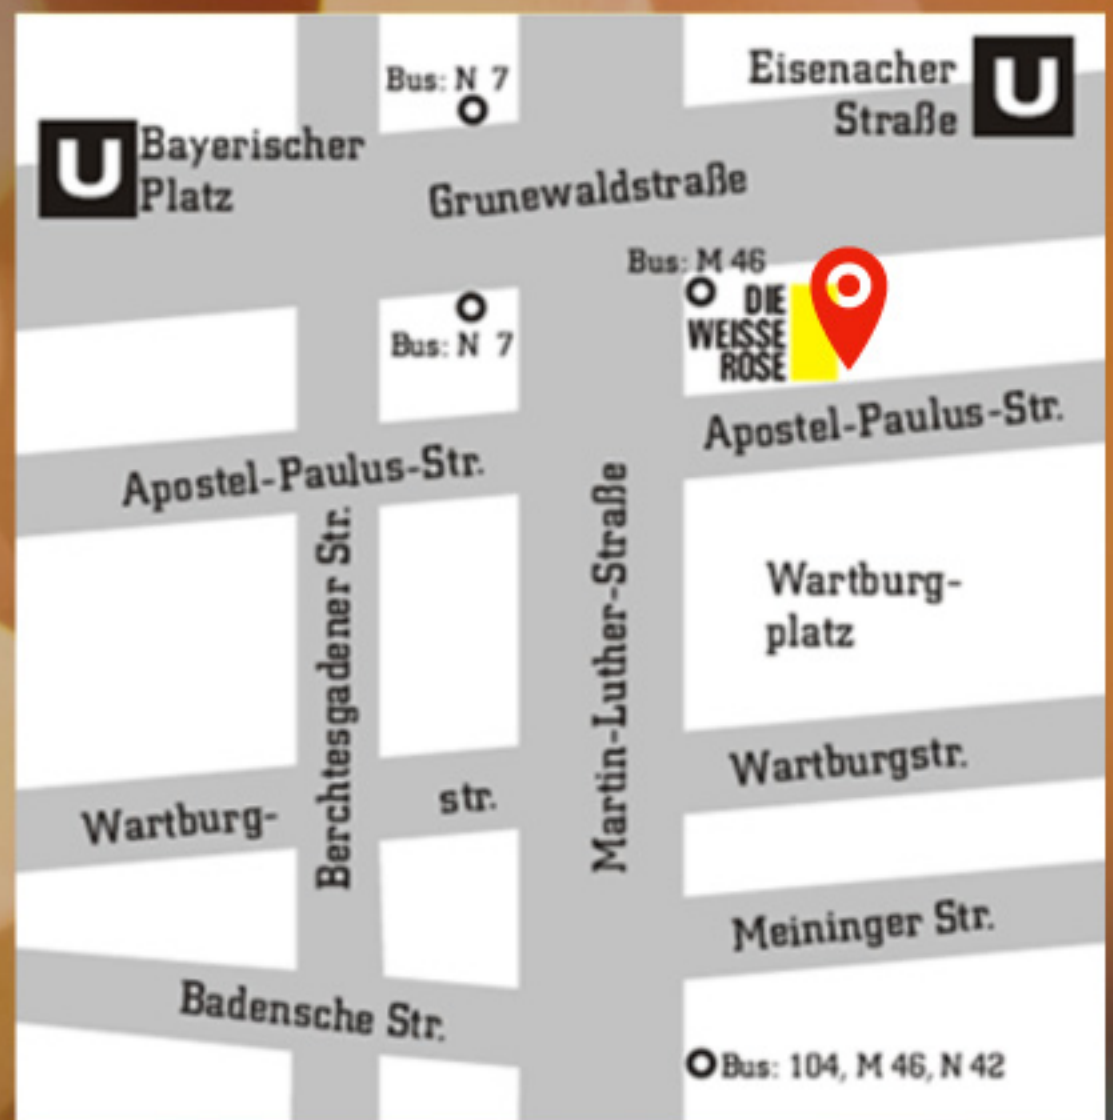 Bus: N 7
Eisenacher
Straße
U
U
Bayerischer
Platz
Grunewaldstraße
Bus: M 46
DIE
WEISSE
ROSE
Bus: N 7
Apostel-Paulus-Str.
Apostel-Paulus-Str.
Berchtesgadener Str.
Martin-Luther-Straße
Wartburg-
platz
Wartburgstr.
Wartburg-
str.
Meininger Str.
Badensche Str.
Bus: 104, M 46, N 42